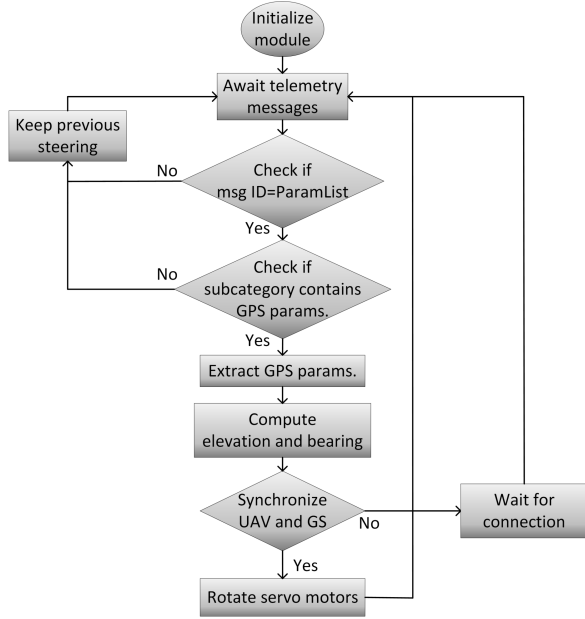 Initialize
module
Await telemetry
messages
Keep previous
steering
No
Check if
msg ID=ParamList
Yes
No
Check if
subcategory contains
GPS params.
Yes
Extract GPS params.
Compute
elevation and bearing
Synchronize
UAV and GS
No
Wait for
connection
Yes
Rotate servo motors